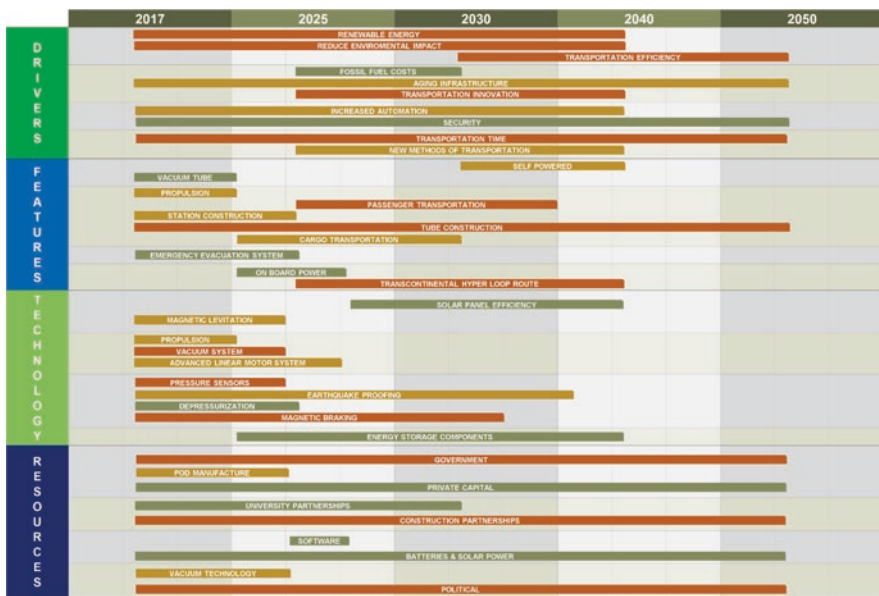 2017 2025 2030 2040 2050
DRIVERS
RENEWABLE ENERGY
REDUCE ENVIROMENTAL IMPACT
TRANSPORTATION EFFICIENCY
FOSSIL FUEL COSTS
AGING INFRASTRUCTURE
TRANSPORTATION INNOVATION
INCREASED AUTOMATION
SECURITY
TRANSPORTATION TIME
NEW METHODS OF TRANSPORTATION
FEATURES
SELF POWERED
VACUUM TUBE
PROPULSION
PASSENGER TRANSPORTATION
STATION CONSTRUCTION
TUBE CONSTRUCTION
CARGO TRANSPORTATION
EMERGENCY EVACUATION SYSTEM
ON BOARD POWER
TRANSCONTINENTAL HYPER LOOP ROUTE
TECHNOLOGY
SOLAR PANEL EFFICIENCY
MAGNETIC LEVITATION
PROPULSION
VACUUM SYSTEM
ADVANCED LINEAR MOTOR SYSTEM
PRESSURE SENSORS
EARTHQUAKE PROOFING
DEPRESSURIZATION
MAGNETIC BRAKING
ENERGY STORAGE COMPONENTS
RESOURCES
GOVERNMENT
POD MANUFACTURE
PRIVATE CAPITAL
UNIVERSITY PARTNERSHIPS
CONSTRUCTION PARTNERSHIPS
SOFTWARE
BATTERIES & SOLAR POWER
VACUUM TECHNOLOGY
POLITICAL